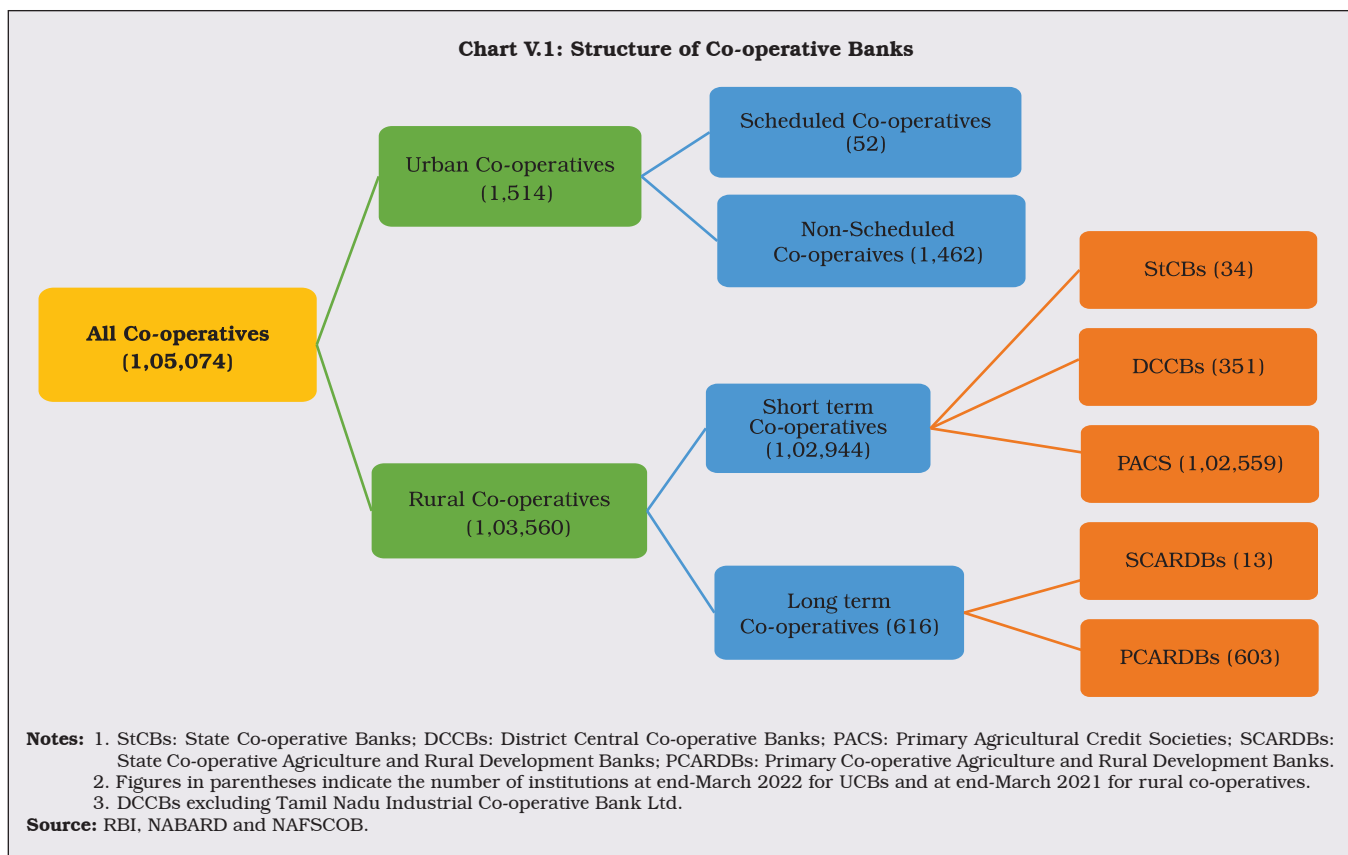 Chart V.1: Structure of Co-operative Banks
All Co-operatives
(1,05,074)
Urban Co-operatives
(1,514)
Scheduled Co-operatives
(52)
Non-Scheduled
Co-operaives (1,462)
Rural Co-operatives
(1,03,560)
Short term
Co-operatives
(1,02,944)
StCBs (34)
DCCBs (351)
PACS (1,02,559)
Long term
Co-operatives (616)
SCARDBs (13)
PCARDBs (603)
Notes: 1. StCBs: State Co-operative Banks; DCCBs: District Central Co-operative Banks; PACS: Primary Agricultural Credit Societies; SCARDBs:
State Co-operative Agriculture and Rural Development Banks; PCARDBs: Primary Co-operative Agriculture and Rural Development Banks.
2. Figures in parentheses indicate the number of institutions at end-March 2022 for UCBs and at end-March 2021 for rural co-operatives.
3. DCCBs excluding Tamil Nadu Industrial Co-operative Bank Ltd.
Source: RBI, NABARD and NAFSCOB.